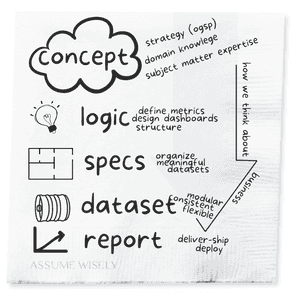 concept
strategy (ogsp)
domain knowlege
subject matter expertise
logic
define metrics
design dashboards
structure
specs
organize
meaningful
datasets
dataset
modular
consistent
flexible
report
deliver-ship
deploy
how we think about
business
ASSUME WISELY